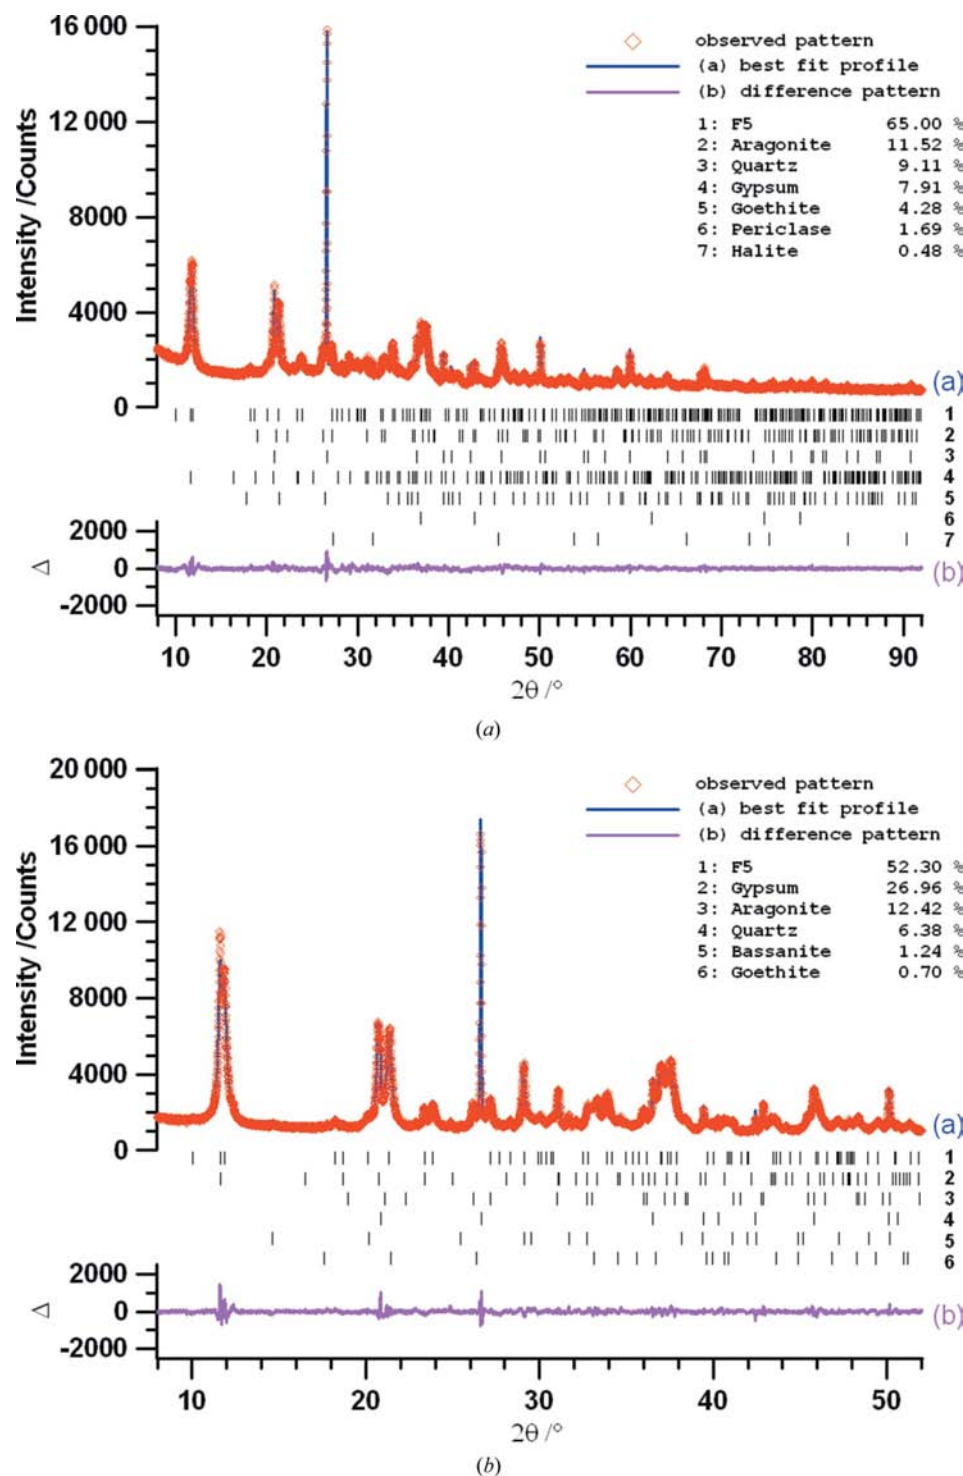 16 000
12 000
8000
4000
0
Intensity /Counts
observed pattern
(a) best fit profile
(b) difference pattern
1: F5 65.00 %
2: Aragonite 11.52 %
3: Quartz 9.11 %
4: Gypsum 7.91 %
5: Goethite 4.28 %
6: Periclase 1.69 %
7: Halite 0.48 %
(a)
1
2
3
4
5
6
7
2000
0
-2000
Δ
(b)
10 20 30 40 50 60 70 80 90
2θ /°
(a)
20 000
16 000
12 000
8000
4000
0
Intensity /Counts
observed pattern
(a) best fit profile
(b) difference pattern
1: F5 52.30 %
2: Gypsum 26.96 %
3: Aragonite 12.42 %
4: Quartz 6.38 %
5: Bassanite 1.24 %
6: Goethite 0.70 %
(a)
1
2
3
4
5
6
2000
0
-2000
Δ
(b)
10 20 30 40 50
2θ /°
(b)